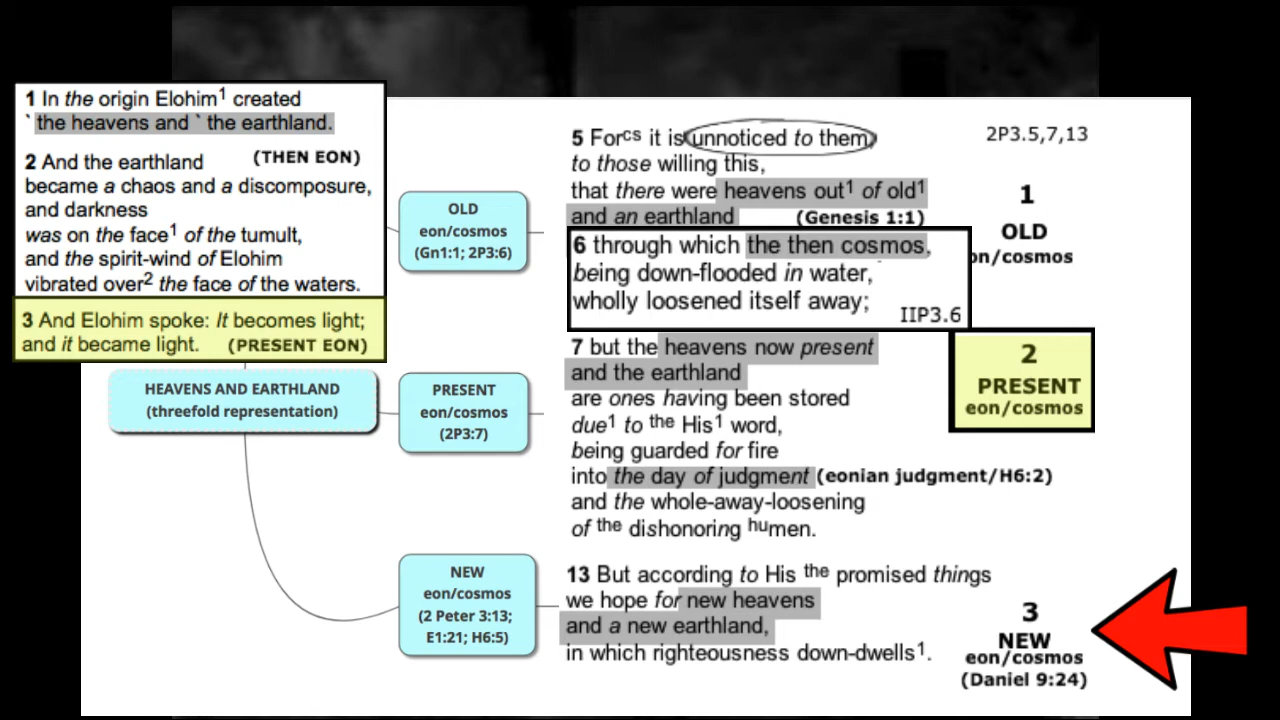 1 In the origin Elohim1 created
` the heavens and ` the earthland.
(THEN EON)
2 And the earthland
became a chaos and a discomposure,
and darkness
was on the face1 of the tumult,
and the spirit-wind of Elohim
vibrated over2 the face of the waters.
3 And Elohim spoke: It becomes light;
and it became light. (PRESENT EON)
HEAVENS AND EARTHLAND
(threefold representation)
OLD
eon/cosmos
(Gn1:1; 2P3:6)
PRESENT
eon/cosmos
(2P3:7)
NEW
eon/cosmos
(2 Peter 3:13;
E1:21; H6:5)
5 Forcs it is unnoticed to them,
to those willing this,
that there were heavens out1 of old1
and an earthland (Genesis 1:1)
6 through which the then cosmos,
being down-flooded in water,
wholly loosened itself away;
IIP3.6
7 but the heavens now present
and the earthland
are ones having been stored
due1 to the His1 word,
being guarded for fire
into the day of judgment (eonian judgment/H6:2)
and the whole-away-loosening
of the dishonoring humen.
13 But according to His the promised things
we hope for new heavens
and a new earthland,
in which righteousness down-dwells1.
2P3.5,7,13
1
OLD
on/cosmos
2
PRESENT
eon/cosmos
3
NEW
eon/cosmos
(Daniel 9:24)